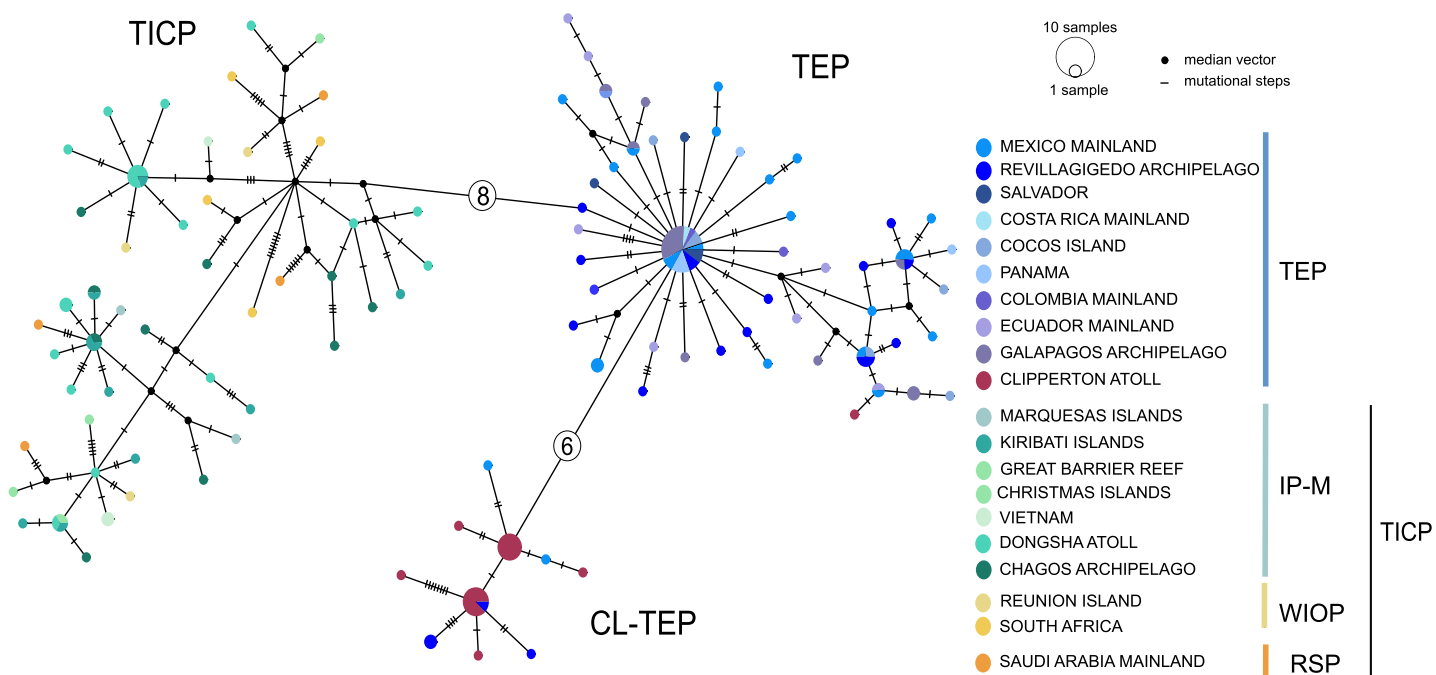 TICP
TEP
10 samples
1 sample
median vector
mutational steps
8
6
CL-TEP
MEXICO MAINLAND
REVILLAGIGEDO ARCHIPELAGO
SALVADOR
COSTA RICA MAINLAND
COCOS ISLAND
PANAMA
COLOMBIA MAINLAND
ECUADOR MAINLAND
GALAPAGOS ARCHIPELAGO
CLIPPERTON ATOLL
TEP
MARQUESAS ISLANDS
KIRIBATI ISLANDS
GREAT BARRIER REEF
CHRISTMAS ISLANDS
VIETNAM
DONGSHA ATOLL
CHAGOS ARCHIPELAGO
IP-M
REUNION ISLAND
SOUTH AFRICA
WIOP
SAUDI ARABIA MAINLAND
RSP
TICP